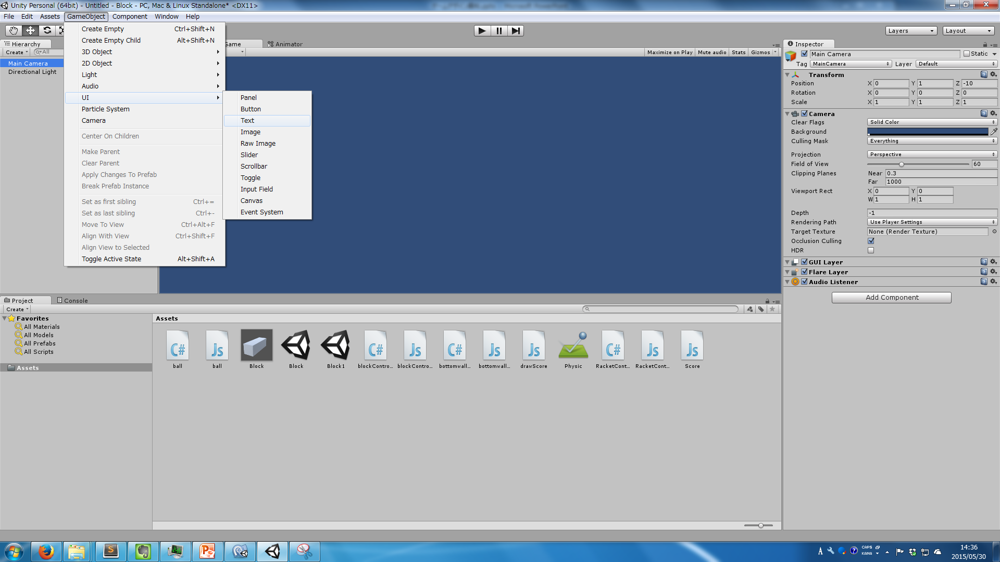 Unity Personal (64bit) - Untitled - Block - PC, Mac & Linux Standalone* <DX11>
File Edit Assets GameObject Component Window Help
Layers Layout
Hierarchy
Create All
Main Camera
Directional Light
Create Empty Ctrl+Shift+N
Create Empty Child Alt+Shift+N
3D Object
2D Object
Light
Audio
UI
Particle System
Camera
Center On Children
Make Parent
Clear Parent
Apply Changes To Prefab
Break Prefab Instance
Set as first sibling Ctrl+=
Set as last sibling Ctrl+-
Move To View Ctrl+Alt+F
Align With View Ctrl+Shift+F
Align View to Selected
Toggle Active State Alt+Shift+A
Panel
Button
Text
Image
Raw Image
Slider
Scrollbar
Toggle
Input Field
Canvas
Event System
Game Animator
Maximize on Play Mute audio Stats Gizmos
Inspector
Main Camera Static
Tag MainCamera Layer Default
Transform
Position X 0 Y 1 Z -10
Rotation X 0 Y 0 Z 0
Scale X 1 Y 1 Z 1
Camera
Clear Flags Solid Color
Background
Culling Mask Everything
Projection Perspective
Field of View 60
Clipping Planes Near 0.3
Far 1000
Viewport Rect X 0 Y 0
W 1 H 1
Depth -1
Rendering Path Use Player Settings
Target Texture None (Render Texture)
Occlusion Culling
HDR
GUI Layer
Flare Layer
Audio Listener
Add Component
Project Console
Create
Favorites
All Materials
All Models
All Prefabs
All Scripts
Assets
Assets
C# Js C# Js C# Js Js C# Js Js
ball ball Block Block Block1 blockContro... blockContro... bottomwall... bottomwall... drawScore Physic RacketCont... RacketCont... Score
A CAPS
KANA
14:36
2015/05/30